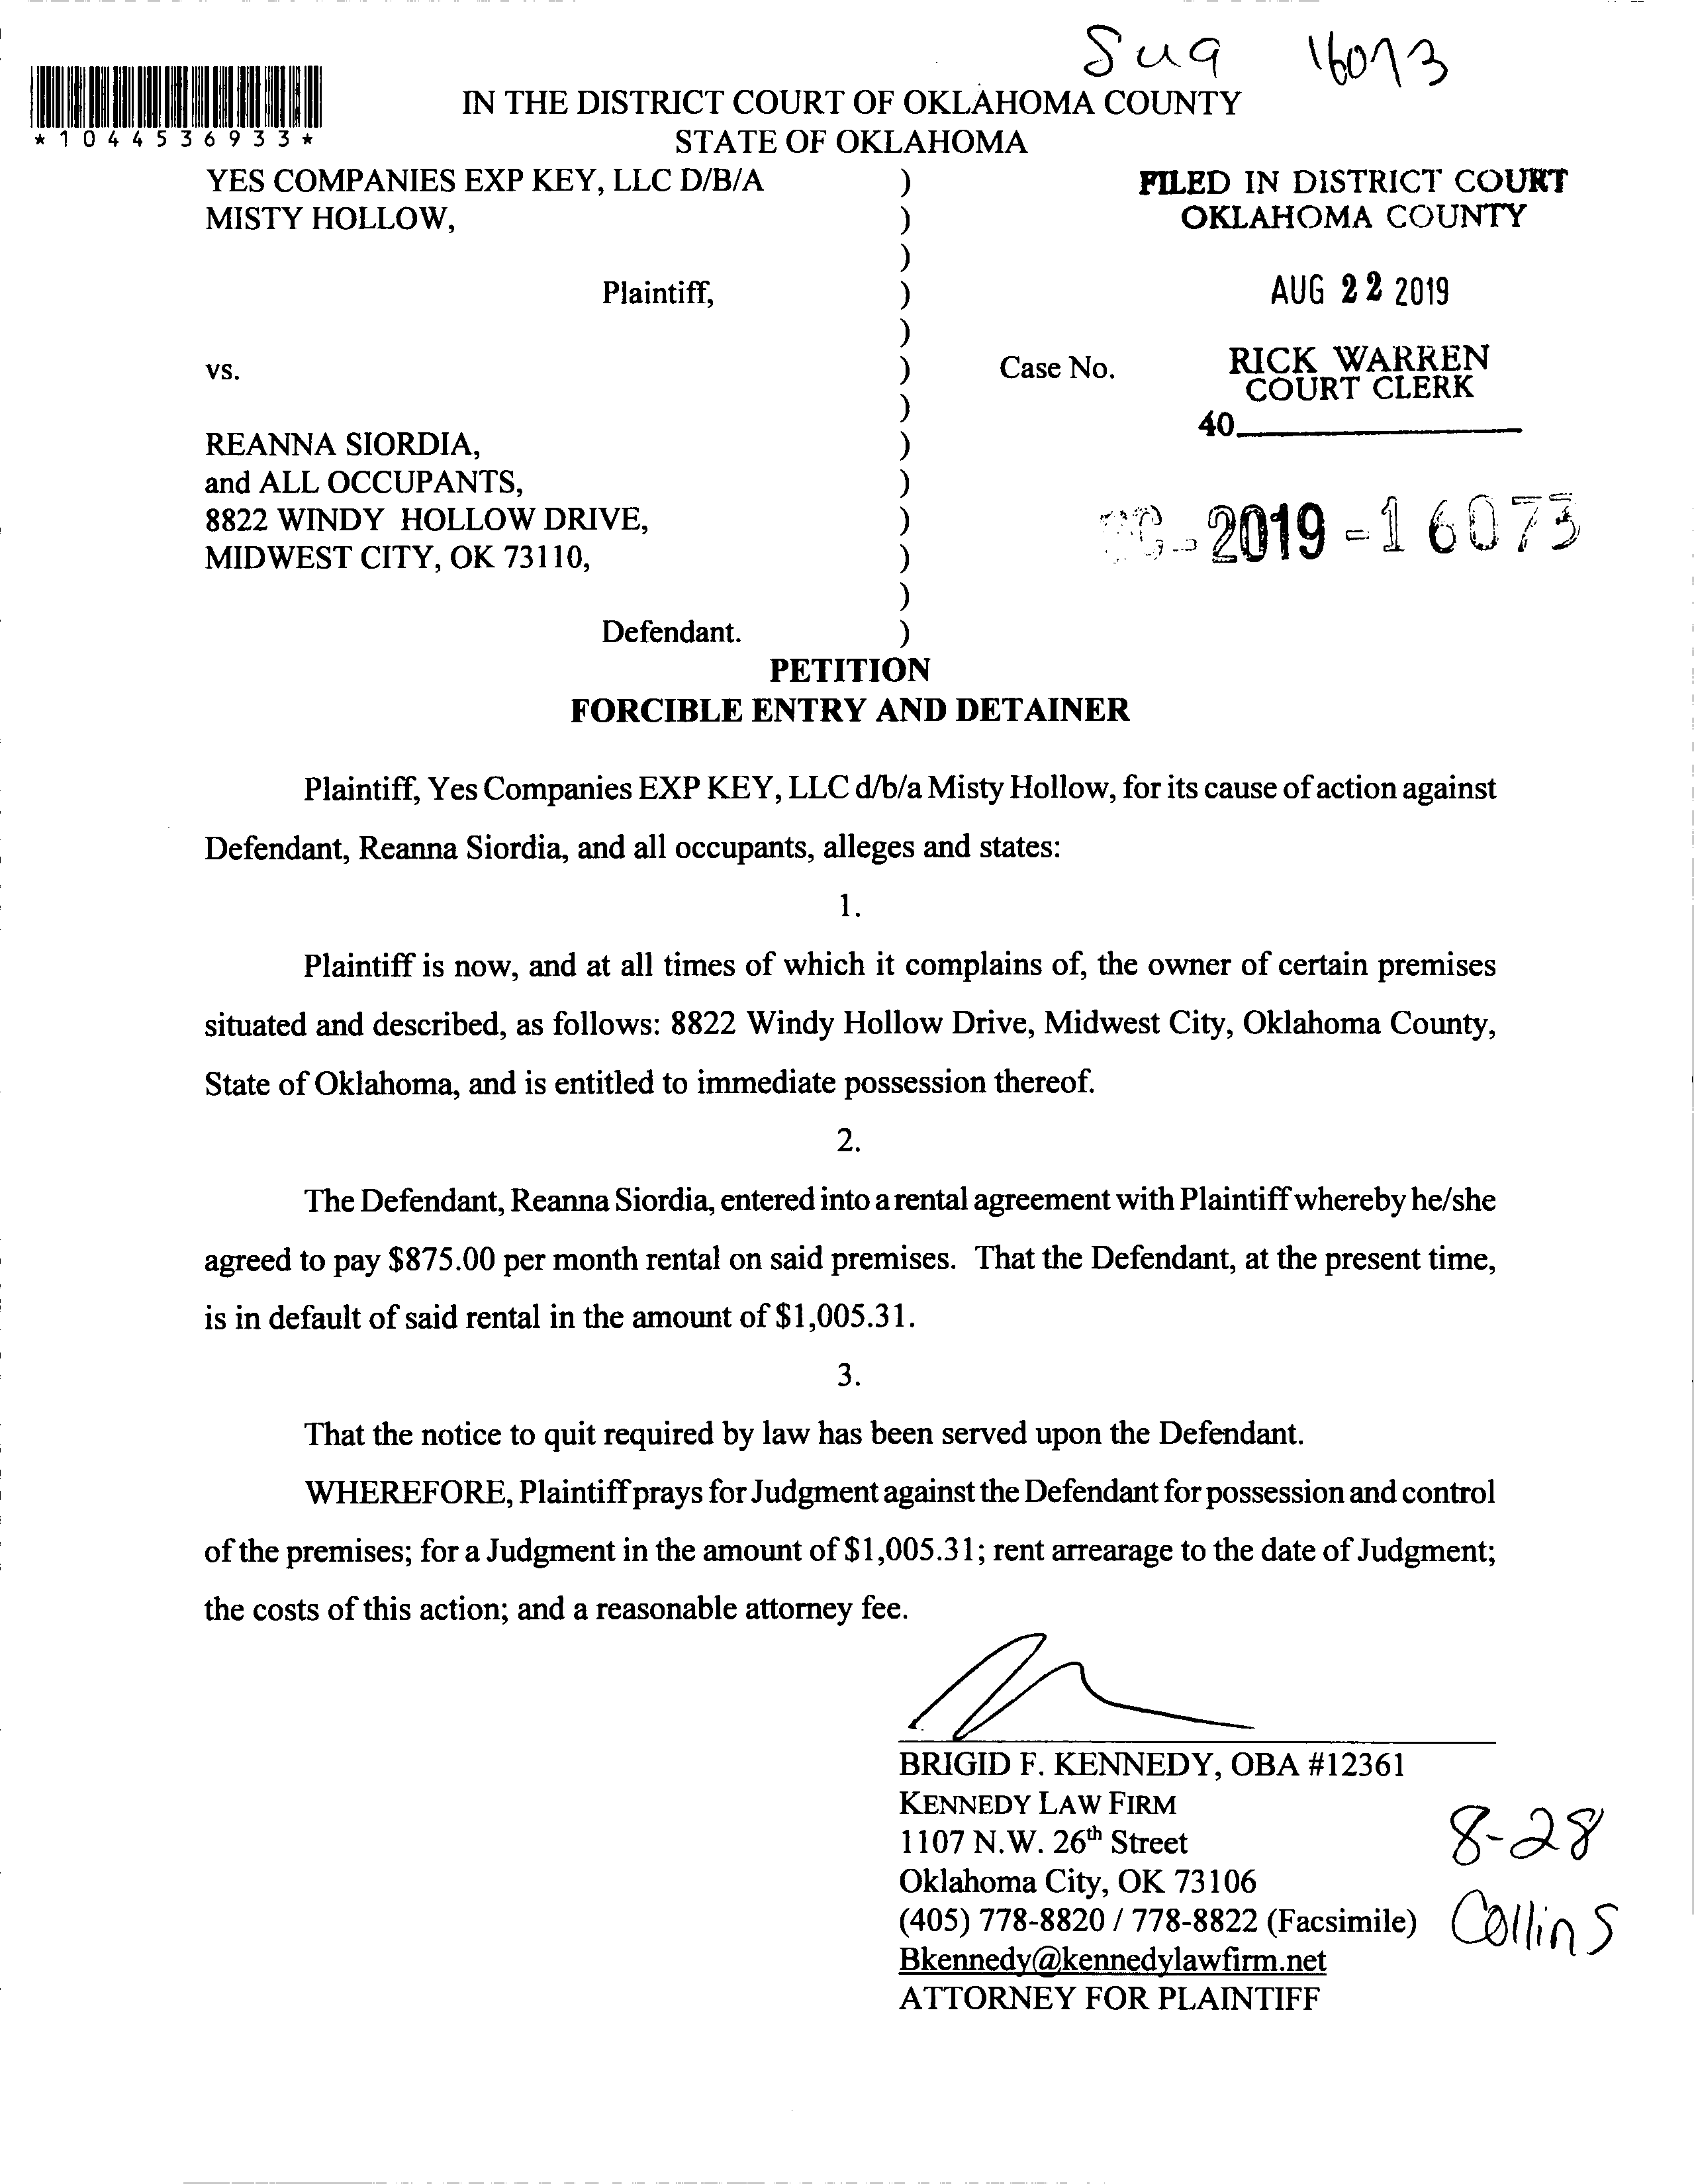 Sug 16073
*1044536933*
IN THE DISTRICT COURT OF OKLAHOMA COUNTY
STATE OF OKLAHOMA
YES COMPANIES EXP KEY, LLC D/B/A )
MISTY HOLLOW, )
)
Plaintiff, )
)
vs. )
)
REANNA SIORDIA, )
and ALL OCCUPANTS, )
8822 WINDY HOLLOW DRIVE, )
MIDWEST CITY, OK 73110, )
)
Defendant. )
FILED IN DISTRICT COURT
OKLAHOMA COUNTY
AUG 22 2019
Case No.
RICK WARREN
COURT CLERK
40
2019-16073
PETITION
FORCIBLE ENTRY AND DETAINER
Plaintiff, Yes Companies EXP KEY, LLC d/b/a Misty Hollow, for its cause of action against
Defendant, Reanna Siordia, and all occupants, alleges and states:
1.
Plaintiff is now, and at all times of which it complains of, the owner of certain premises
situated and described, as follows: 8822 Windy Hollow Drive, Midwest City, Oklahoma County,
State of Oklahoma, and is entitled to immediate possession thereof.
2.
The Defendant, Reanna Siordia, entered into a rental agreement with Plaintiff whereby he/she
agreed to pay $875.00 per month rental on said premises. That the Defendant, at the present time,
is in default of said rental in the amount of $1,005.31.
3.
That the notice to quit required by law has been served upon the Defendant.
WHEREFORE, Plaintiff prays for Judgment against the Defendant for possession and control
of the premises; for a Judgment in the amount of $1,005.31; rent arrearage to the date of Judgment;
the costs of this action; and a reasonable attorney fee.
BRIGID F. KENNEDY, OBA #12361
KENNEDY LAW FIRM
1107 N.W. 26th Street
Oklahoma City, OK 73106
(405) 778-8820 / 778-8822 (Facsimile)
Bkennedy@kennedylawfirm.net
ATTORNEY FOR PLAINTIFF
8-28
Collins